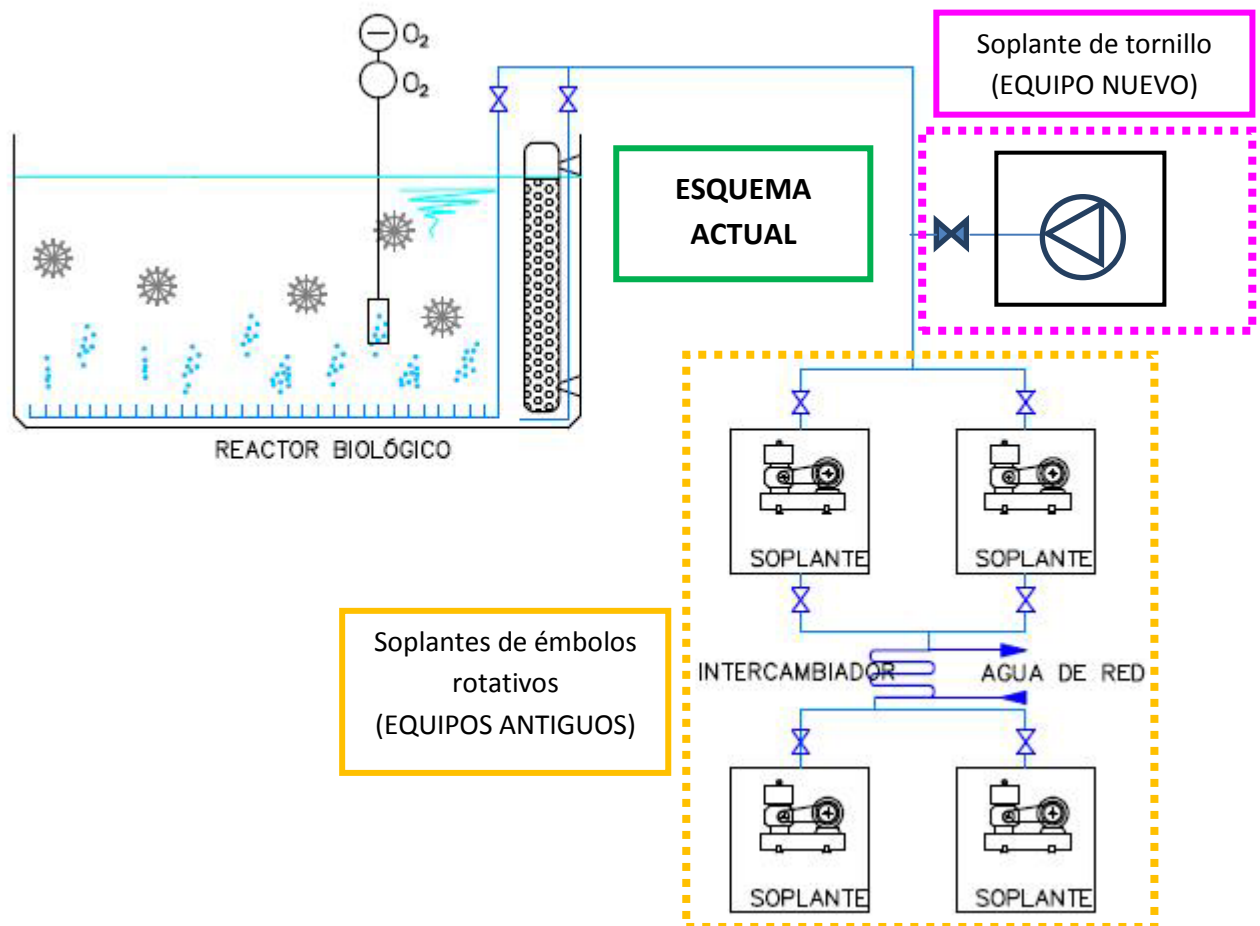 O₂
O₂
Soplante de tornillo
(EQUIPO NUEVO)
ESQUEMA
ACTUAL
REACTOR BIOLÓGICO
SOPLANTE
SOPLANTE
Soplantes de émbolos
rotativos
(EQUIPOS ANTIGUOS)
INTERCAMBIADOR
AGUA DE RED
SOPLANTE
SOPLANTE